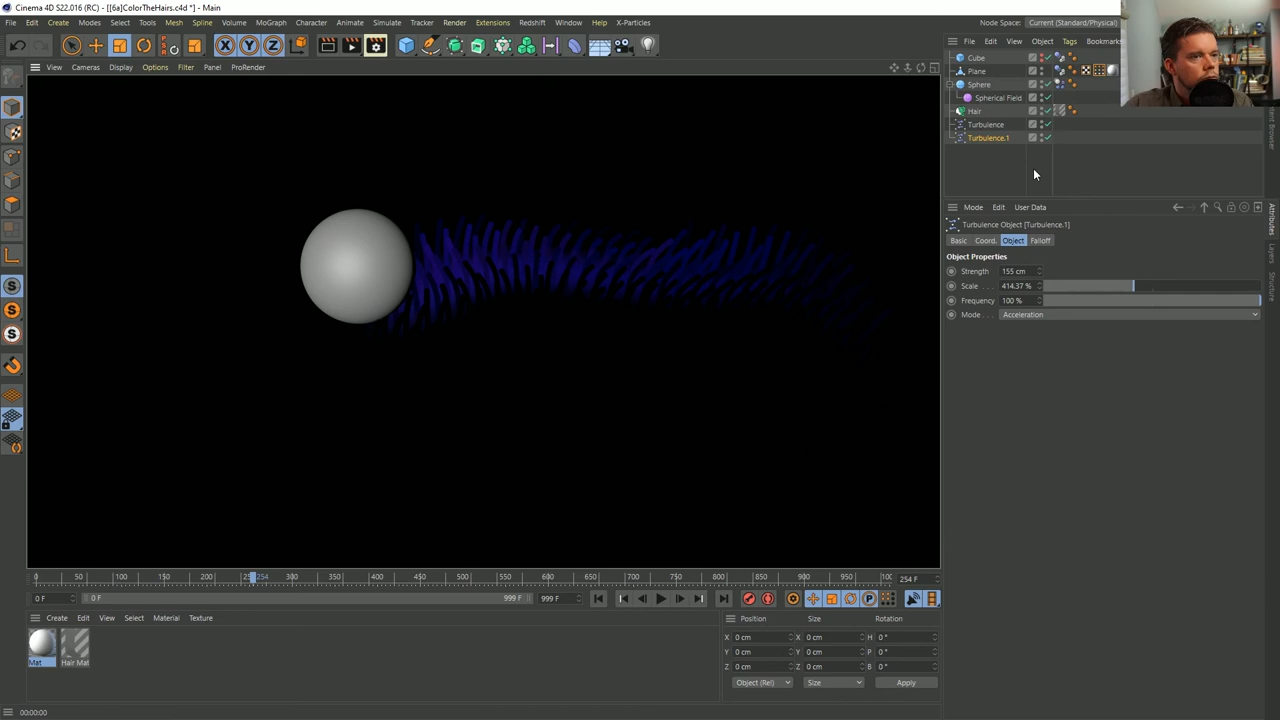 Cinema 4D S22.016 (RC) - [[6a]ColorTheHairs.c4d *] - Main
File Edit Create Modes Select Tools Mesh Spline Volume MoGraph Character Animate Simulate Tracker Render Extensions Redshift Window Help X-Particles
Node Space: Current (Standard/Physical)
File Edit View Object Tags Bookmarks
View Cameras Display Options Filter Panel ProRender
Cube
Plane
Sphere
Spherical Field
Hair
Turbulence
Turbulence.1
Mode Edit User Data
Turbulence Object [Turbulence.1]
Basic Coord. Object Falloff
Object Properties
Strength 155 cm
Scale . . . 414.37 %
Frequency 100 %
Mode . . . Acceleration
Content Browser
Attributes
Layers
Structure
0 50 100 150 200 254 300 350 400 450 500 550 600 650 700 750 800 850 900 950 254 F
0 F 0 F 999 F 999 F
Create Edit View Select Material Texture
Mat
Hair Mat
Position Size Rotation
X 0 cm X 0 cm H 0 °
Y 0 cm Y 0 cm P 0 °
Z 0 cm Z 0 cm B 0 °
Object (Rel) Size Apply
00:00:00